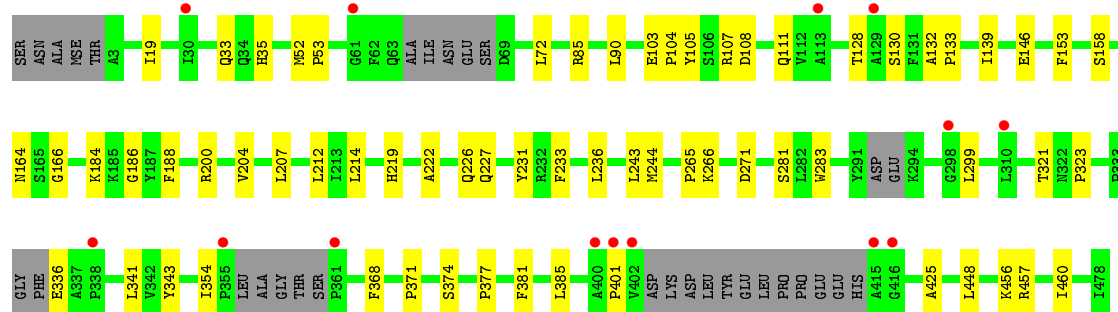 SER ASN ALA MSE THR A3 I19 I30 Q33 Q34 H35 M52 P53 G61 F62 Q63 ALA ILE ASN GLU SER D69 L72 R85 L90 E103 P104 Y105 S106 R107 D108 Q111 V112 A113 T128 A129 S130 F131 A132 P133 I139 E146 F153 S158
N164 S165 G166 K184 K185 G186 Y187 F188 R200 V204 L207 L212 I213 L214 H219 A222 Q226 Q227 Y231 R232 F233 L236 L243 M244 P265 K266 D271 S281 L282 W283 Y291 ASP GLU K294 G298 L299 L310 T321 N322 P323 P333
GLY PHE E336 A337 P338 L341 V342 Y343 I354 P355 LEU ALA GLY THR SER P361 F368 P371 S374 P377 F381 L385 A400 P401 V402 ASP LYS ASP LEU TYR GLU LEU PRO PRO GLU GLU HIS A415 G416 A425 L448 K456 R457 I460 I478